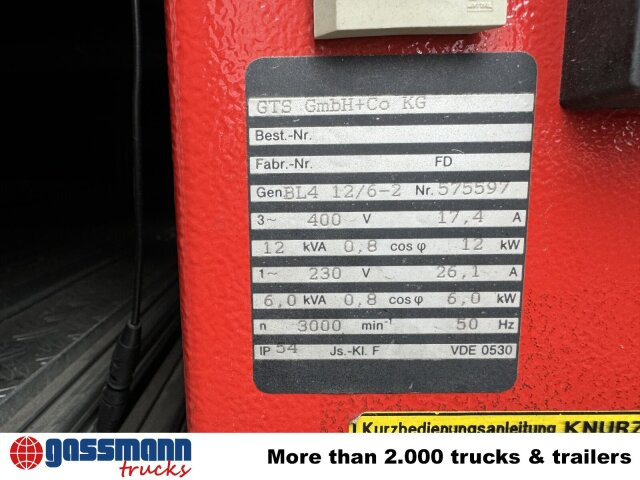 GTS GmbH+Co KG
Best.-Nr.
Fabr.-Nr. FD
Gen. BL4 12/6-2 Nr. 575597
3~ 400 V 17,4 A
12 kVA 0,8 cos φ 12 kW
1~ 230 V 26,1 A
6,0 kVA 0,8 cos φ 6,0 kW
n 3000 min⁻¹ 50 Hz
IP 54 Js.-Kl. F VDE 0530
Kurzbedienungsanleitung KNURZ
gassmann trucks
More than 2.000 trucks & trailers